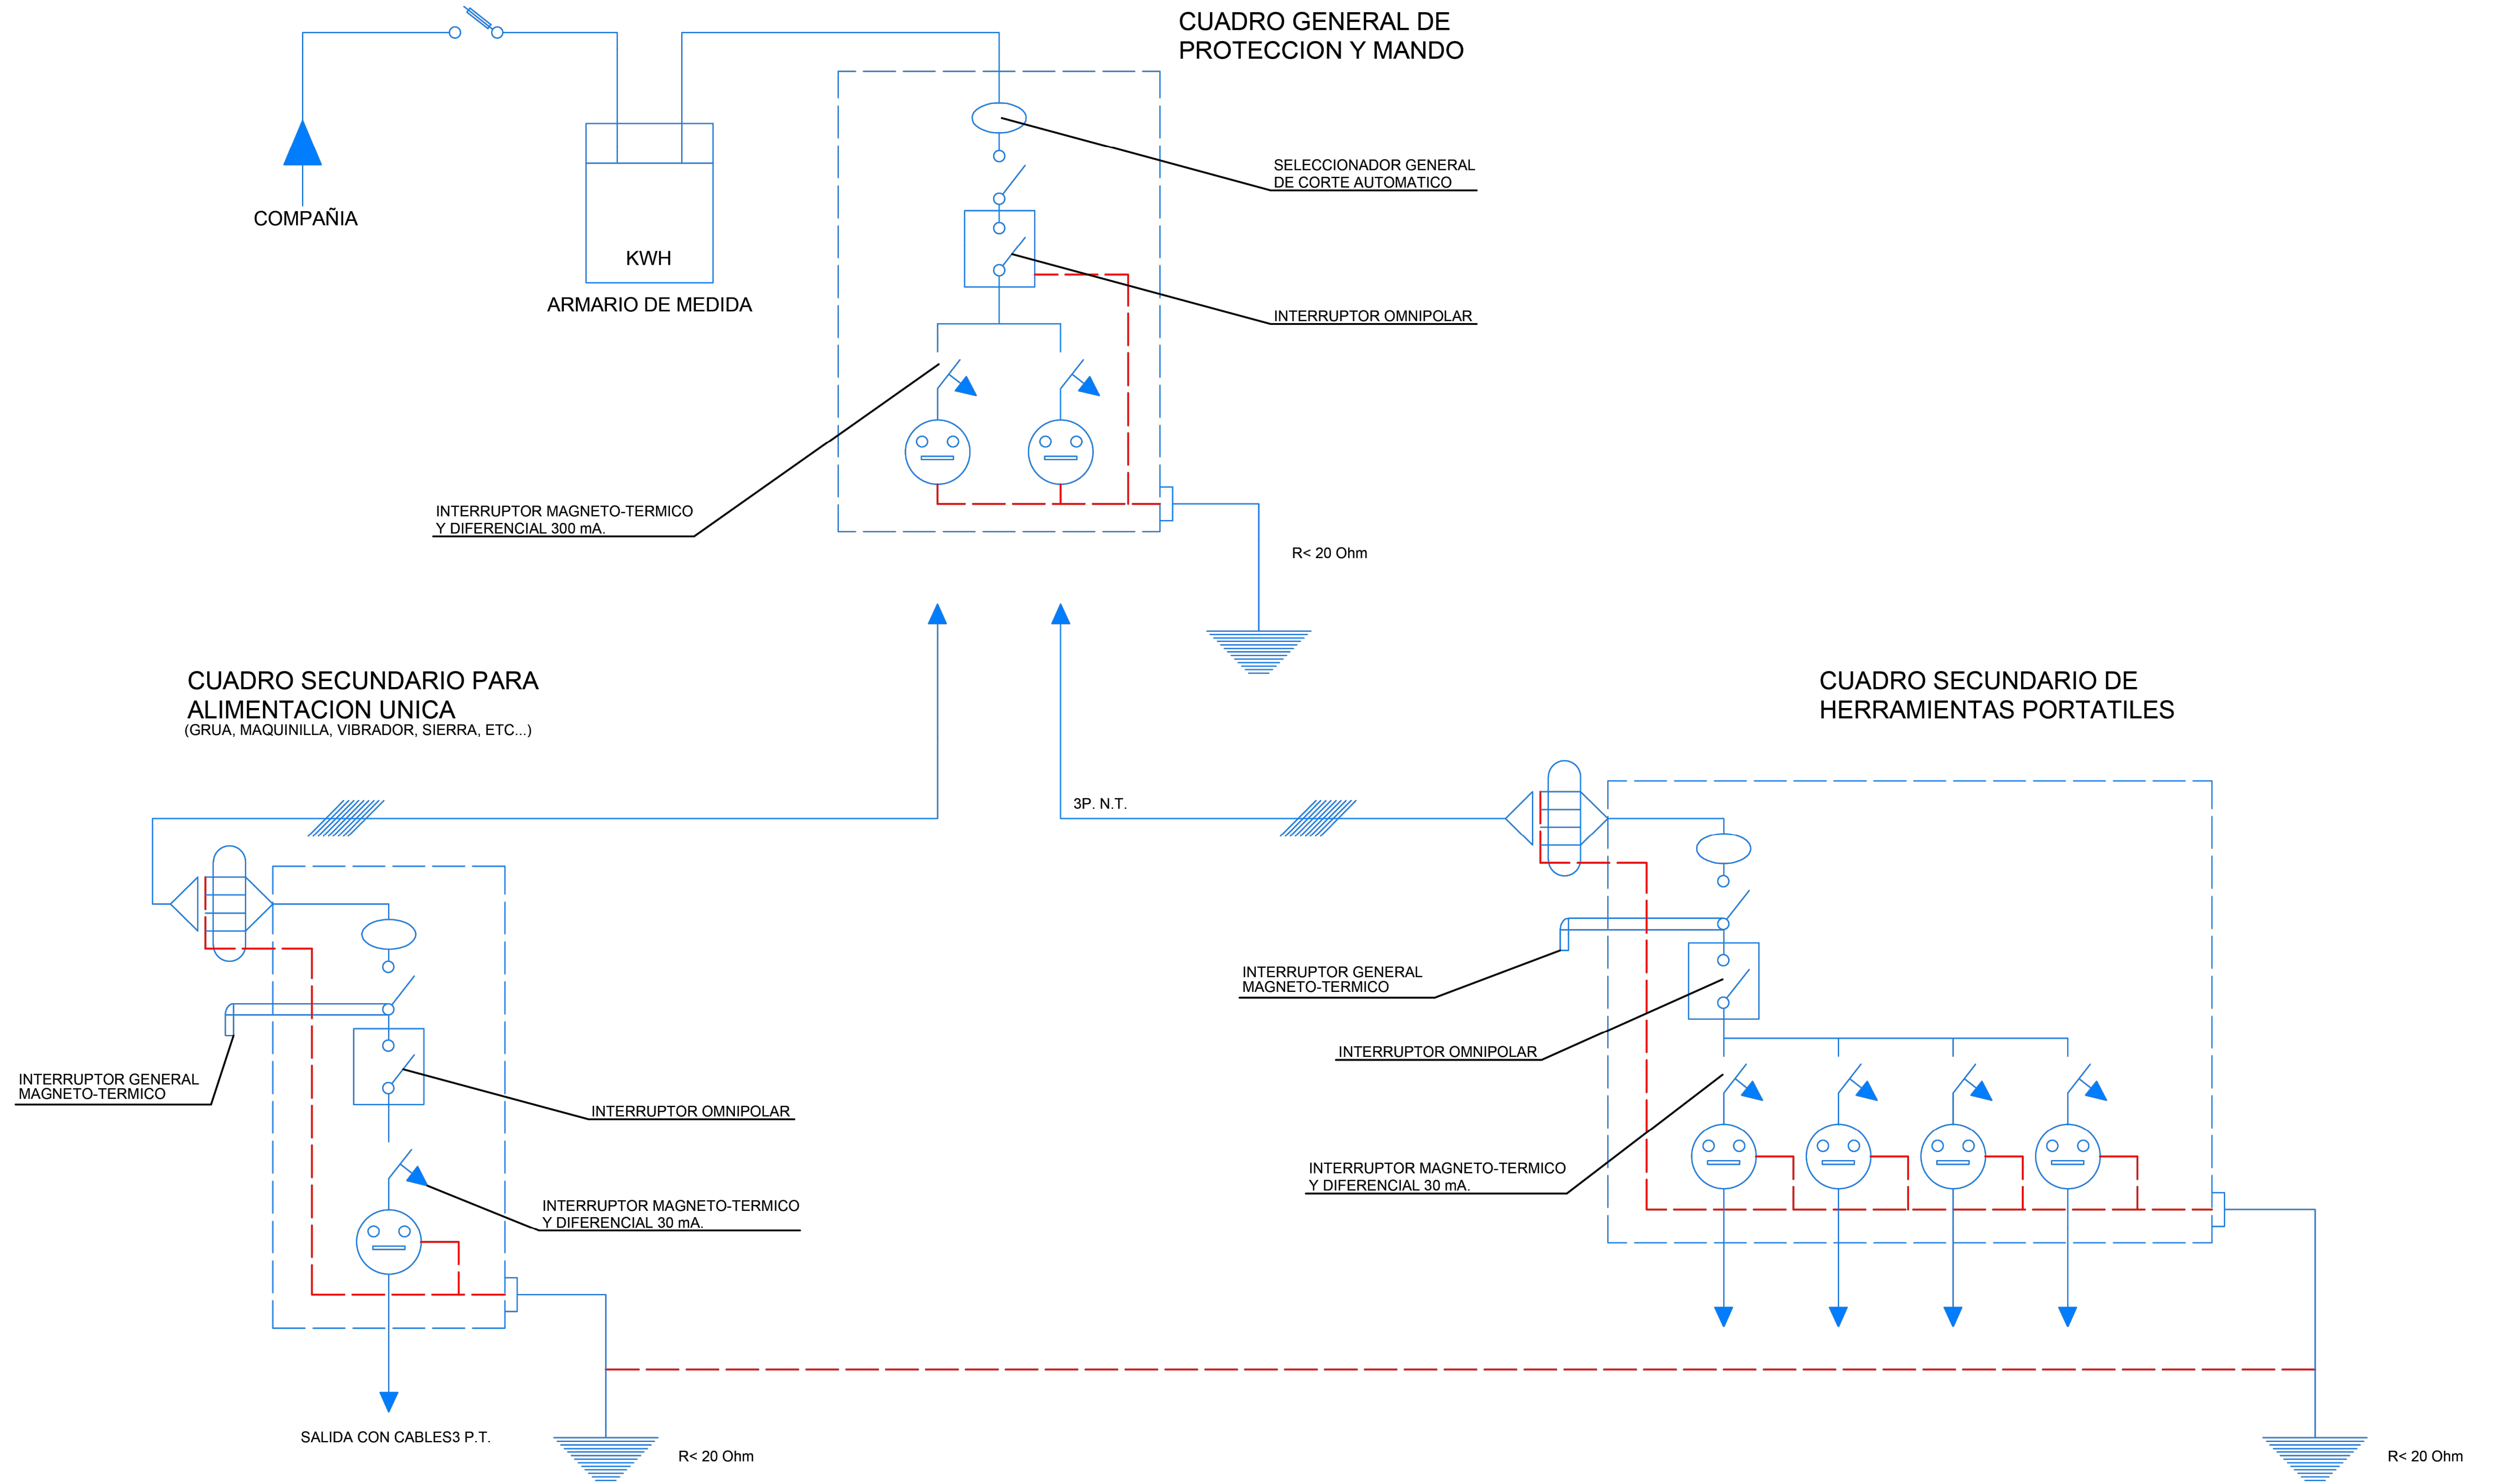 CUADRO GENERAL DE
PROTECCION Y MANDO
COMPAÑIA
KWH
ARMARIO DE MEDIDA
SELECCIONADOR GENERAL
DE CORTE AUTOMATICO
INTERRUPTOR OMNIPOLAR
INTERRUPTOR MAGNETO-TERMICO
Y DIFERENCIAL 300 mA.
R< 20 Ohm
CUADRO SECUNDARIO PARA
ALIMENTACION UNICA
(GRUA, MAQUINILLA, VIBRADOR, SIERRA, ETC...)
CUADRO SECUNDARIO DE
HERRAMIENTAS PORTATILES
3P. N.T.
INTERRUPTOR GENERAL
MAGNETO-TERMICO
INTERRUPTOR OMNIPOLAR
INTERRUPTOR GENERAL
MAGNETO-TERMICO
INTERRUPTOR OMNIPOLAR
INTERRUPTOR MAGNETO-TERMICO
Y DIFERENCIAL 30 mA.
INTERRUPTOR MAGNETO-TERMICO
Y DIFERENCIAL 30 mA.
SALIDA CON CABLES3 P.T.
R< 20 Ohm
R< 20 Ohm